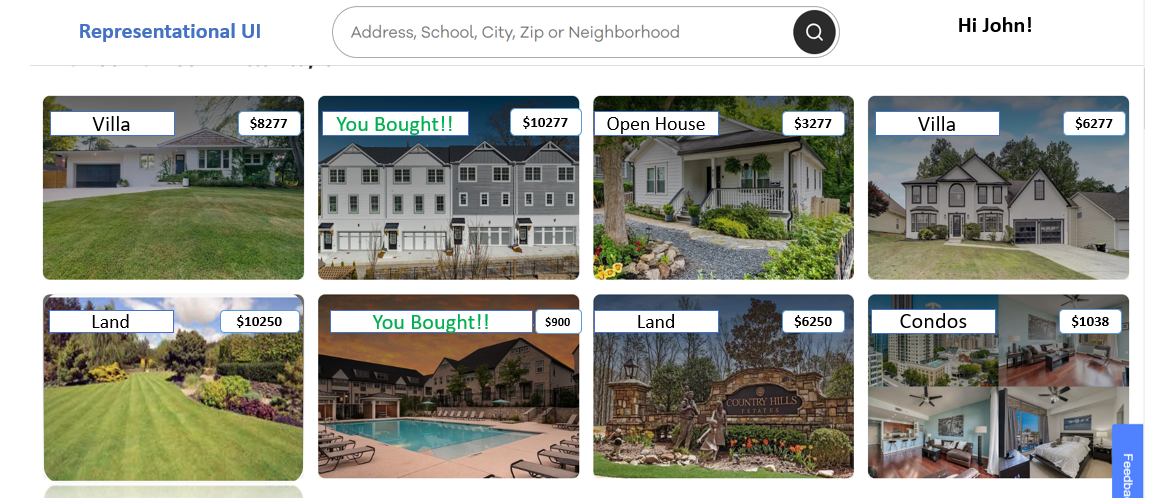 Representational UI
Address, School, City, Zip or Neighborhood
Hi John!
Villa
$8277
You Bought!!
$10277
Open House
$3277
Villa
$6277
Land
$10250
You Bought!!
$900
Land
$6250
Condos
$1038
COUNTRY HILLS
ESTATES